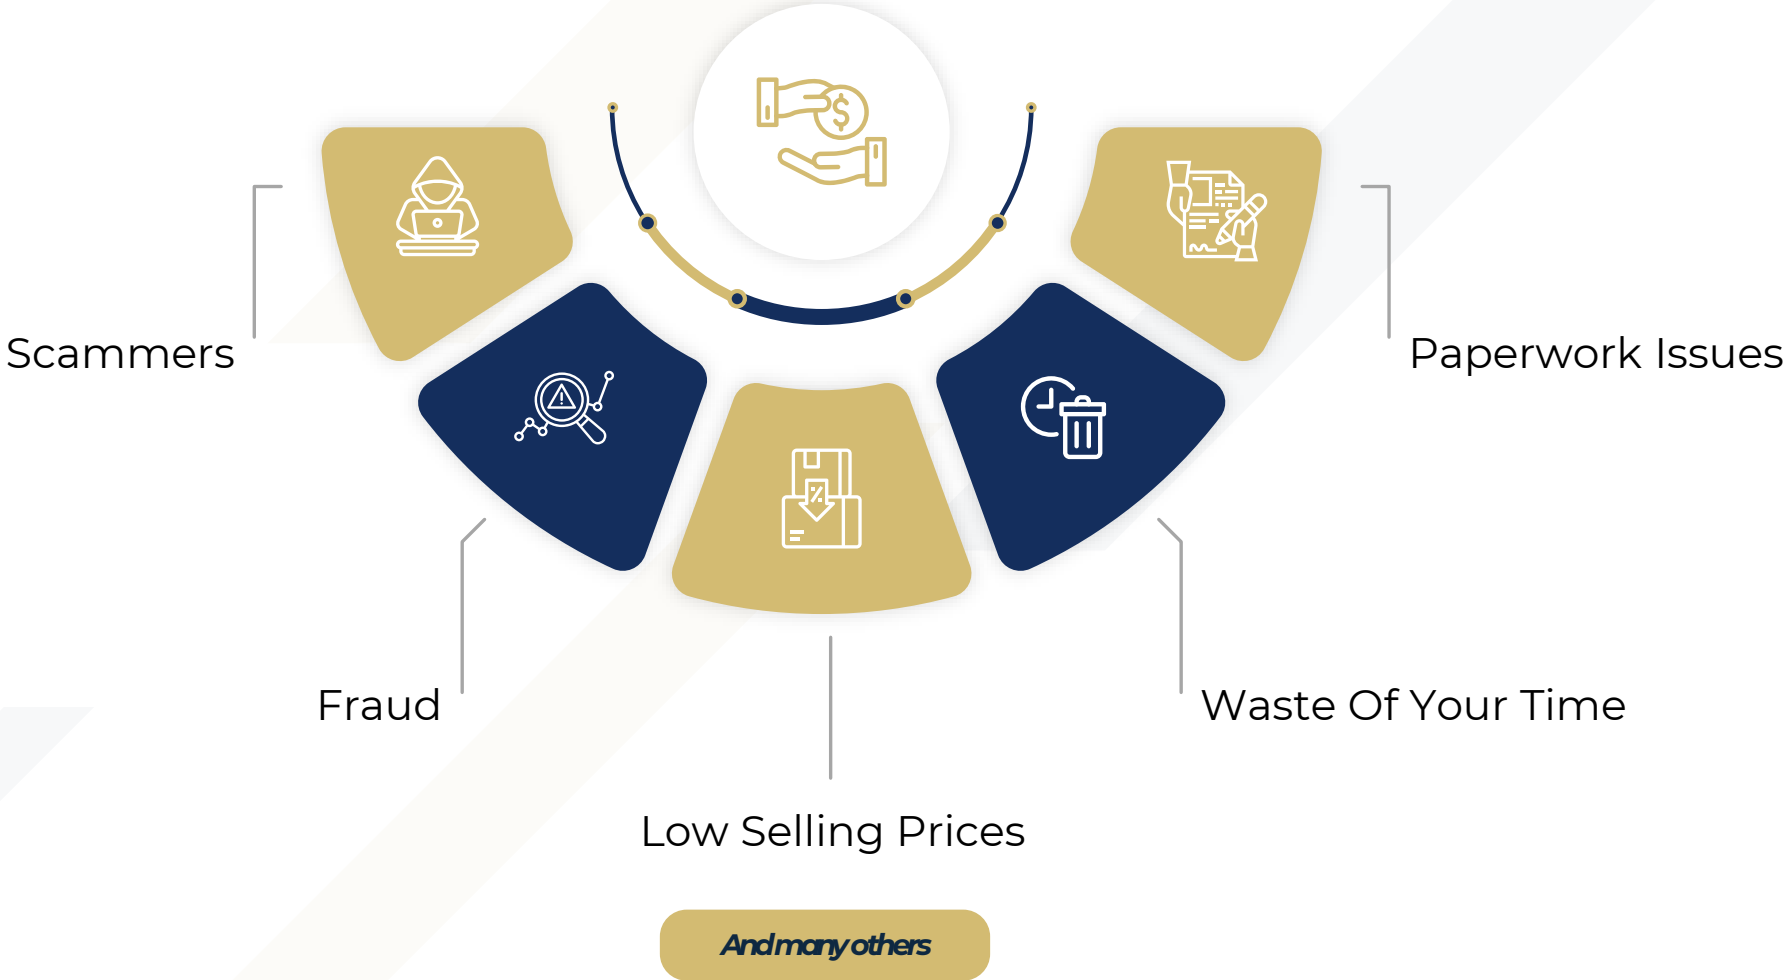 Scammers
Paperwork Issues
Fraud
Waste Of Your Time
Low Selling Prices
And many others